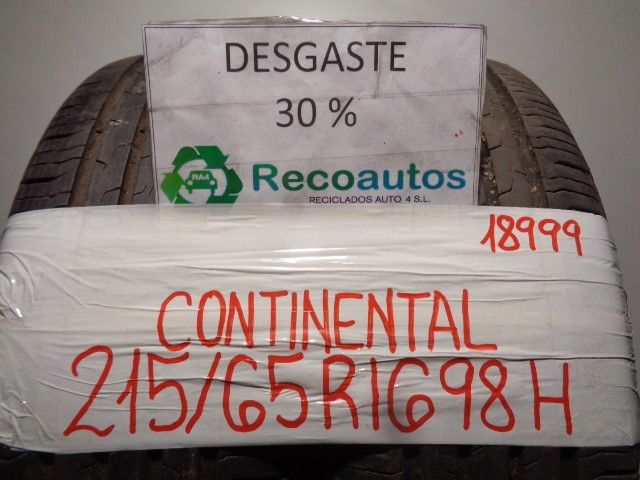 DESGASTE
30 %
RA4
Recoautos
RECICLADOS AUTO 4 S.L.
18999
CONTINENTAL
215/65R1698H